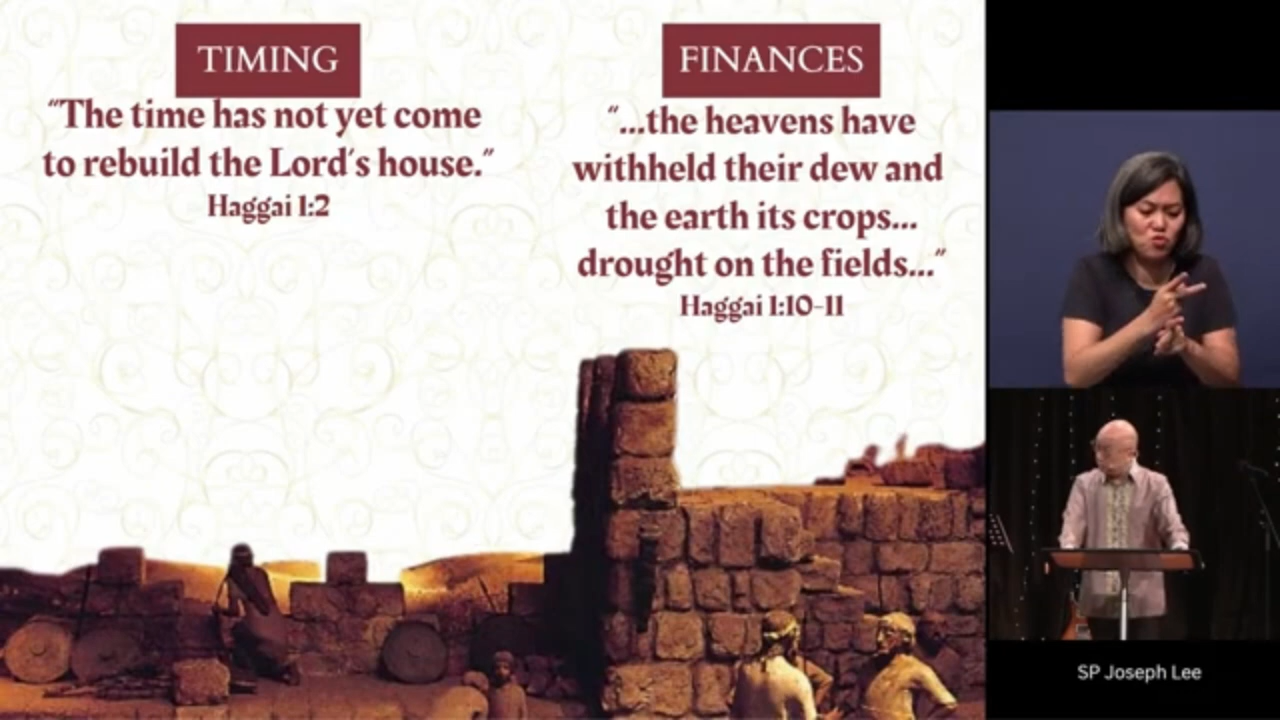 TIMING
"The time has not yet come
to rebuild the Lord's house."
Haggai 1:2
FINANCES
"...the heavens have
withheld their dew and
the earth its crops...
drought on the fields..."
Haggai 1:10-11
SP Joseph Lee